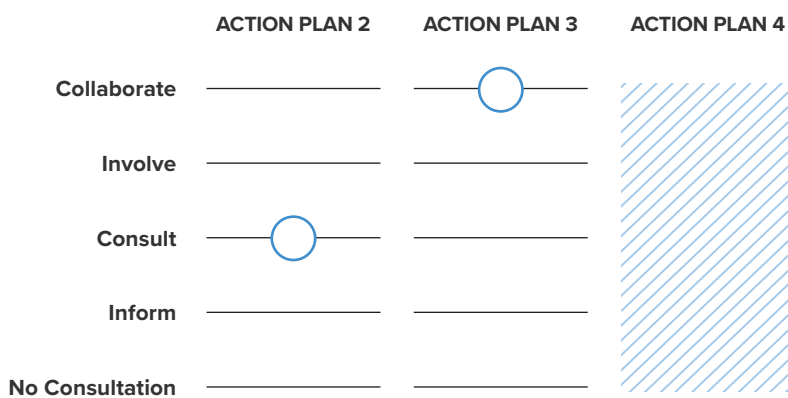 ACTION PLAN 2 ACTION PLAN 3 ACTION PLAN 4
Collaborate
Involve
Consult
Inform
No Consultation